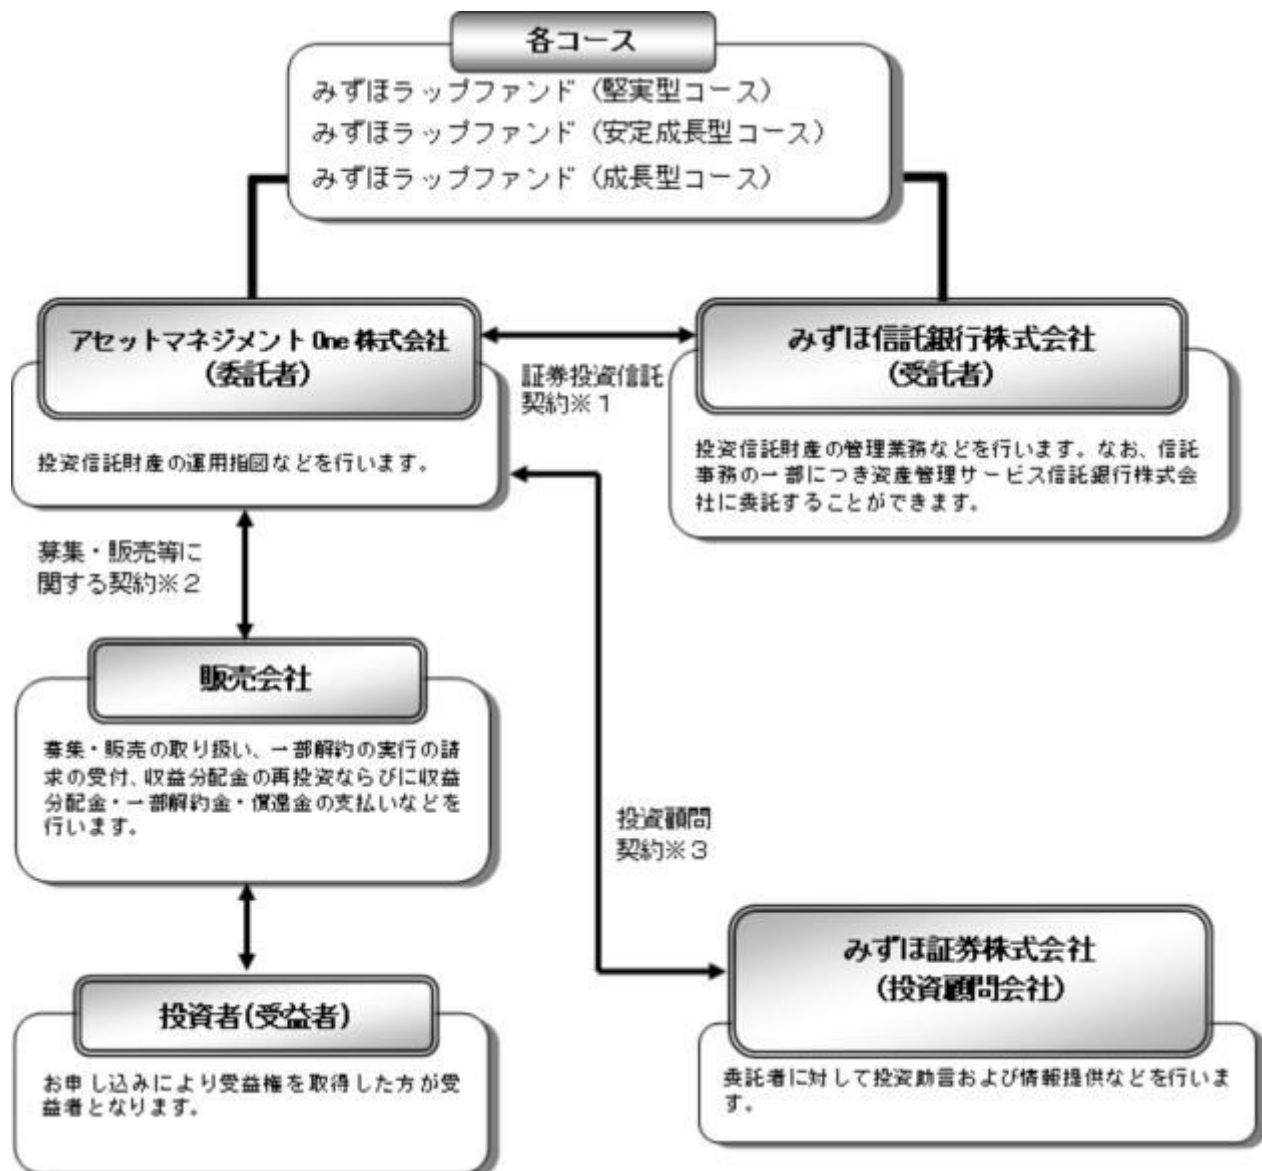 各コース
みずほラップファンド（堅実型コース）
みずほラップファンド（安定成長型コース）
みずほラップファンド（成長型コース）
アセットマネジメント One 株式会社
（委託者）
投資信託財産の運用指図などを行います。
証券投資信託
契約※１
みずほ信託銀行株式会社
（受託者）
投資信託財産の管理業務などを行います。なお、信託
事務の一部につき資産管理サービス信託銀行株式会
社に委託することができます。
募集・販売等に
関する契約※２
販売会社
募集・販売の取り扱い、一部解約の実行の請
求の受付、収益分配金の再投資ならびに収益
分配金・一部解約金・償還金の支払いなどを
行います。
投資顧問
契約※３
みずほ証券株式会社
（投資顧問会社）
委託者に対して投資助言および情報提供などを行いま
す。
投資者（受益者）
お申し込みにより受益権を取得した方が受
益者となります。